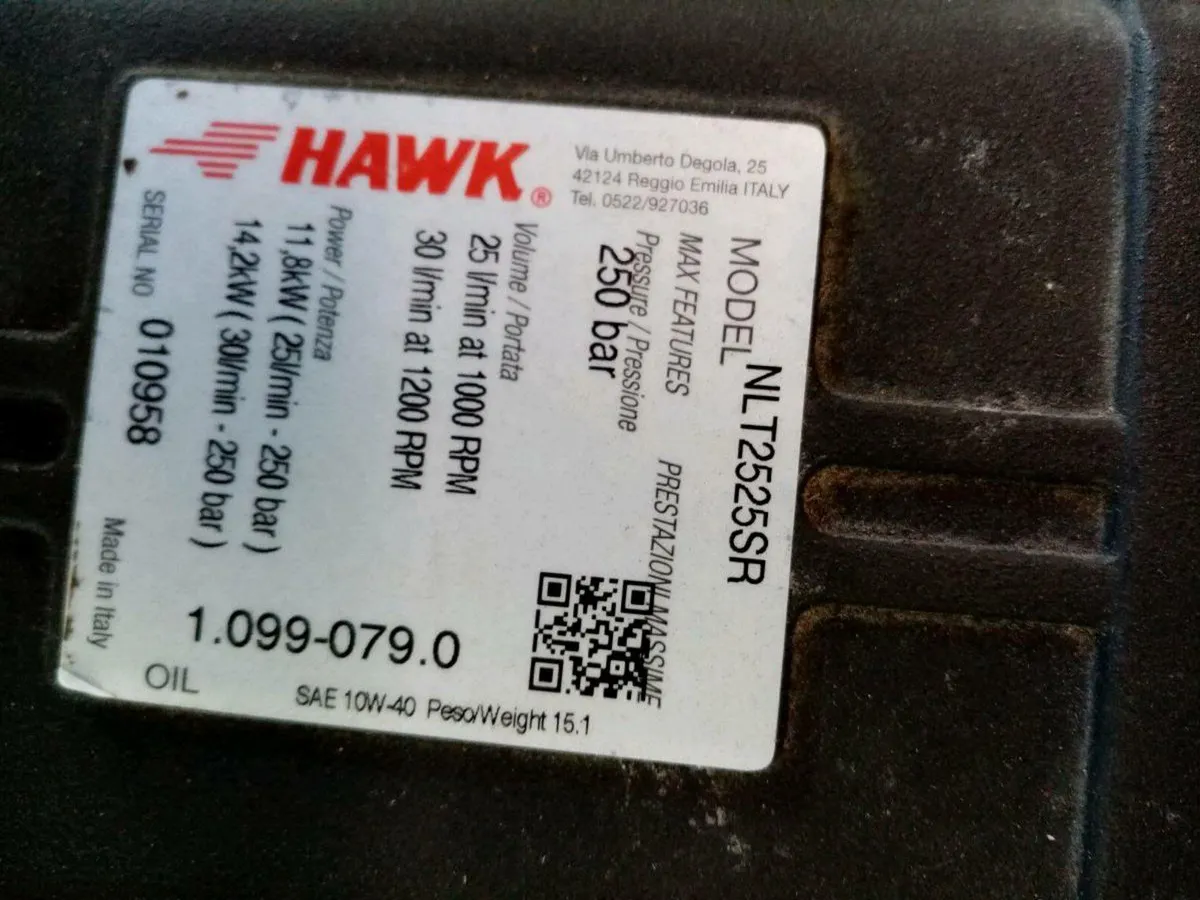 HAWK®
Via Umberto Degola, 25
42124 Reggio Emilia ITALY
Tel. 0522/927036
MODEL NLT2525SR
MAX FEATURES PRESTAZIONI MASSIME
Pressure / Pressione
250 bar
Volume / Portata
25 l/min at 1000 RPM
30 l/min at 1200 RPM
Power / Potenza
11,8kW ( 25l/min - 250 bar )
14,2kW ( 30l/min - 250 bar )
SERIAL NO 0109958
Made in Italy
1.099-079.0
OIL SAE 10W-40 Peso/Weight 15.1